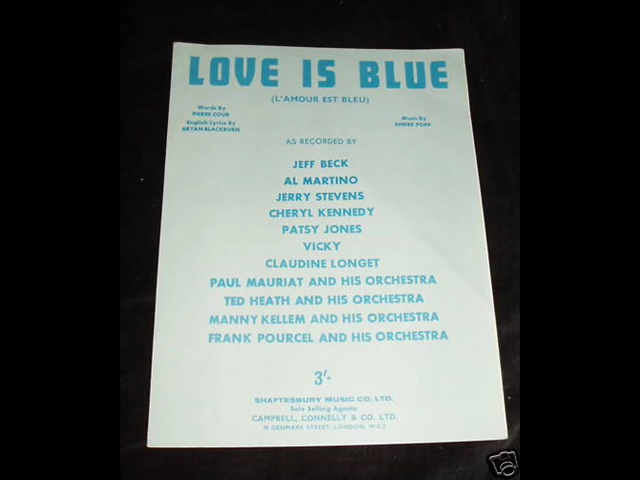 LOVE IS BLUE
(L'AMOUR EST BLEU)
Words By
PIERRE COUR
English Lyrics By
BRYAN BLACKBURN
Music By
ANDRE POPP
AS RECORDED BY
JEFF BECK
AL MARTINO
JERRY STEVENS
CHERYL KENNEDY
PATSY JONES
VICKY
CLAUDINE LONGET
PAUL MAURIAT AND HIS ORCHESTRA
TED HEATH AND HIS ORCHESTRA
MANNY KELLEM AND HIS ORCHESTRA
FRANK POURCEL AND HIS ORCHESTRA
3'-
SHAFTESBURY MUSIC CO. LTD.
Sole Selling Agents:
CAMPBELL, CONNELLY & CO. LTD.
10 DENMARK STREET, LONDON, W.C.2